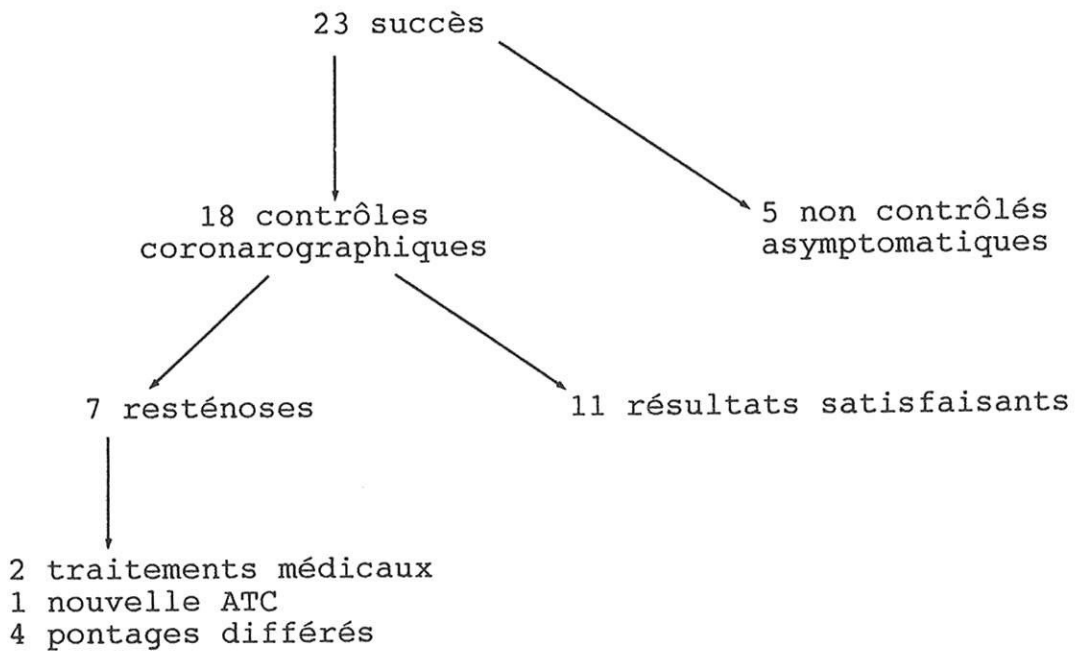 23 succès
18 contrôles
coronarographiques
5 non contrôlés
asymptomatiques
7 resténoses
11 résultats satisfaisants
2 traitements médicaux
1 nouvelle ATC
4 pontages différés